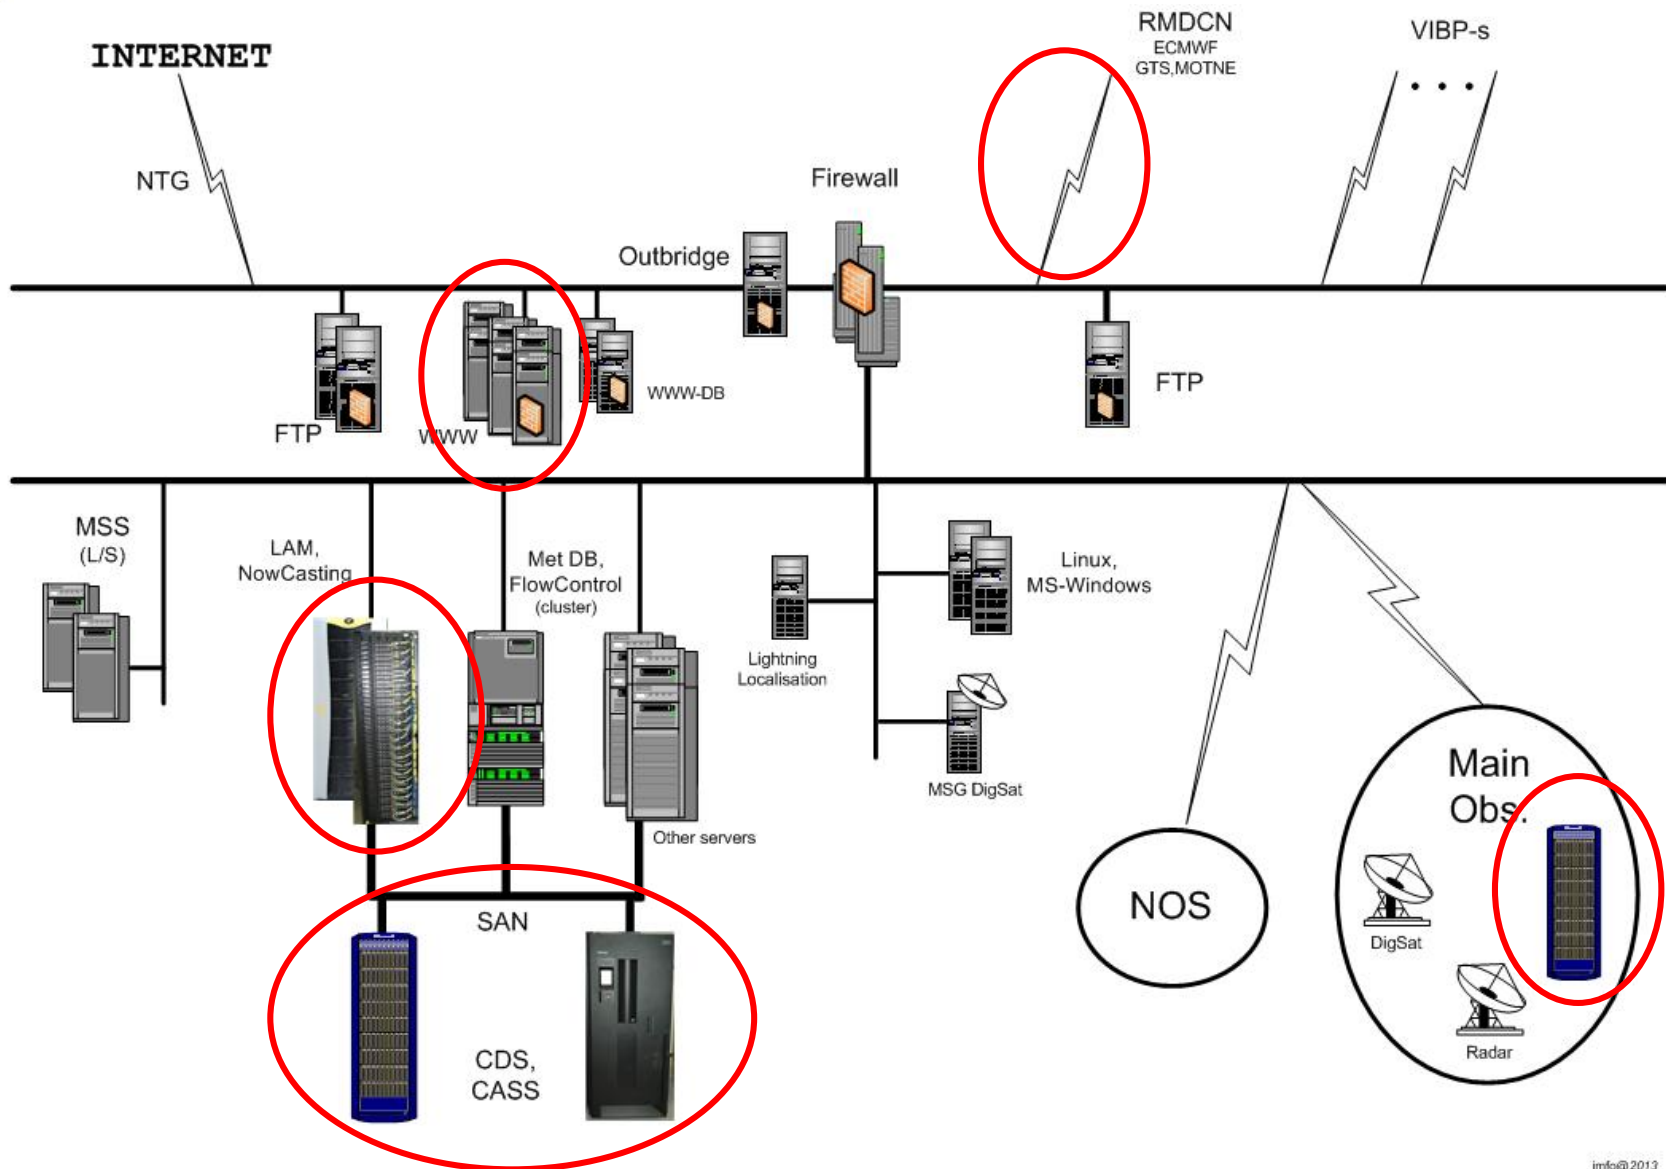 INTERNET
RMDCN
ECMWF
GTS,MOTNE
VIBP-s
NTG
Firewall
Outbridge
WWW-DB
FTP
FTP
WWW
MSS
(L/S)
LAM,
NowCasting
Met DB,
FlowControl
(cluster)
Linux,
MS-Windows
Lightning
Localisation
MSG DigSat
Main
Obs.
Other servers
NOS
SAN
DigSat
Radar
CDS,
CASS
imfo@2013